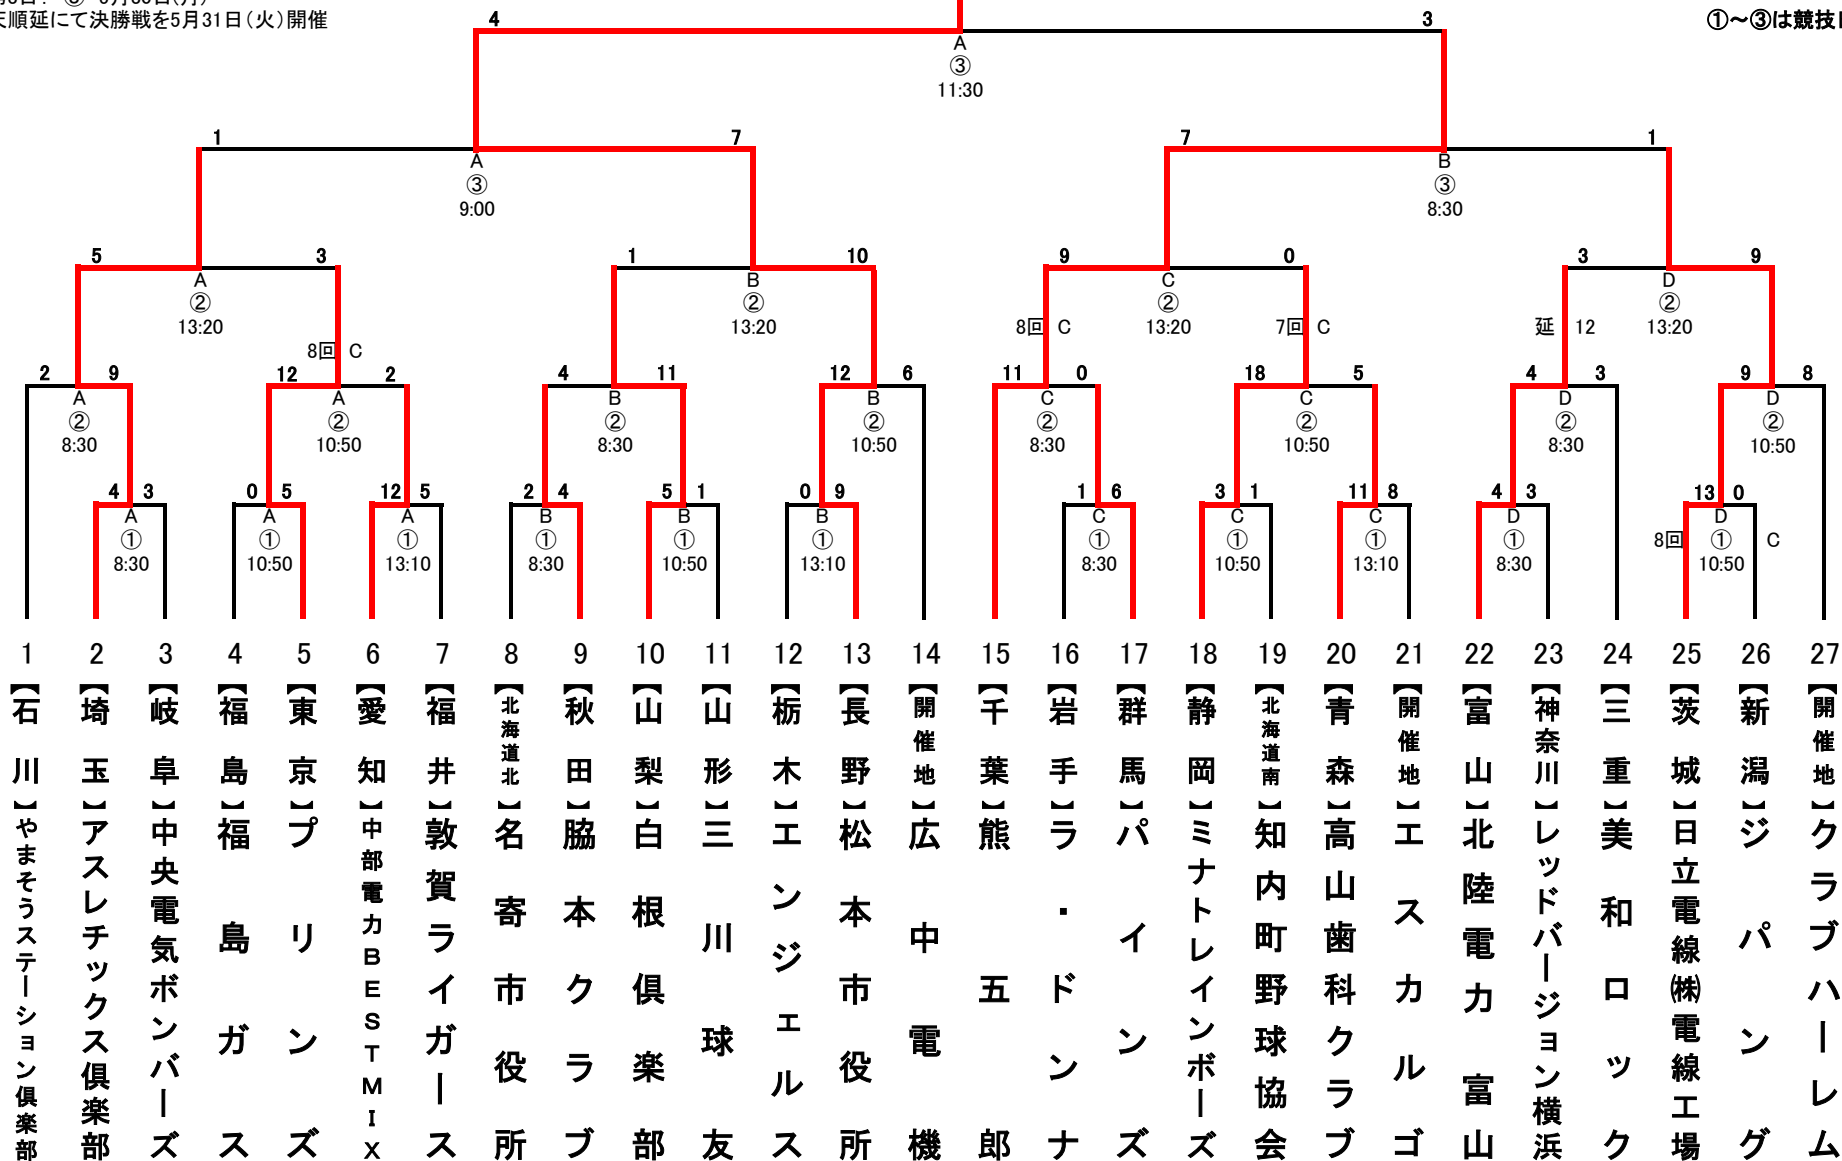 天順延にて決勝戦を5月31日(火)開催
①～③は競技
4 3
A
③
11:30
1 7 7 1
A B
③ ③
9:00 8:30
5 3 1 10 9 0 3 9
A B C D
② ② ② ②
13:20 13:20 13:20 13:20
8回 C 8回 C 7回 C 延 12
2 9 12 2 4 11 12 6 11 0 18 5 4 3 9 8
A A B B C C D D
② ② ② ② ② ② ② ②
8:30 10:50 8:30 10:50 8:30 10:50 8:30 10:50
4 3 0 5 12 5 2 4 5 1 0 9 1 6 3 1 11 8 4 3 13 0
A A A B B B C C C D D
① ① ① ① ① ① ① ① ① ① 8回 ① C
8:30 10:50 13:10 8:30 10:50 13:10 8:30 10:50 13:10 8:30 10:50
1 【石川】やまそうステーション倶楽部
2 【埼玉】アスレチックス倶楽部
3 【岐阜】中央電気ボンバーズ
4 【福島】福島ガス
5 【東京】プリンズ
6 【愛知】中部電力BESTMIX
7 【福井】敦賀ライガース
8 【北海道北】名寄市役所
9 【秋田】脇本クラブ
10 【山梨】白根倶楽部
11 【山形】三川球友
12 【栃木】エンジェルス
13 【長野】松本市役所
14 【開催地】広中電機
15 【千葉】熊五郎
16 【岩手】ラ・ドンナ
17 【群馬】パインズ
18 【静岡】ミナトレインボーズ
19 【北海道南】知内町野球協会
20 【青森】高山歯科クラブ
21 【開催地】エスカルゴ
22 【富山】北陸電力富山
23 【神奈川】レッドバージョン横浜
24 【三重】美和ロック
25 【茨城】日立電線㈱電線工場
26 【新潟】ジパング
27 【開催地】クラブハーレム